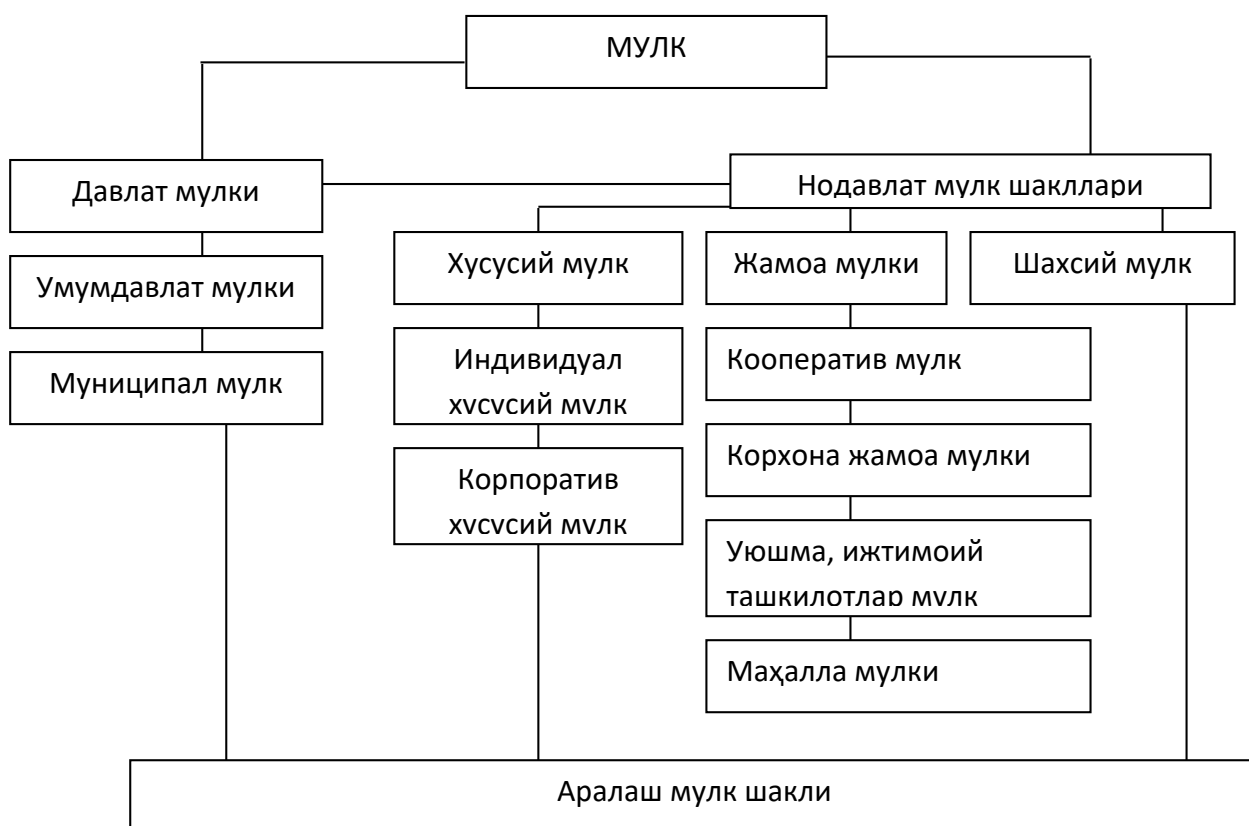 МУЛК
Давлат мулки
Нодавлат мулк шакллари
Умумдавлат мулки
Муниципал мулк
Хусусий мулк
Индивидуал
хусусий мулк
Корпоратив
хусусий мулк
Жамоа мулки
Кооператив мулк
Корхона жамоа мулки
Уюшма, ижтимоий
ташкилотлар мулк
Маҳалла мулки
Шахсий мулк
Аралаш мулк шакли